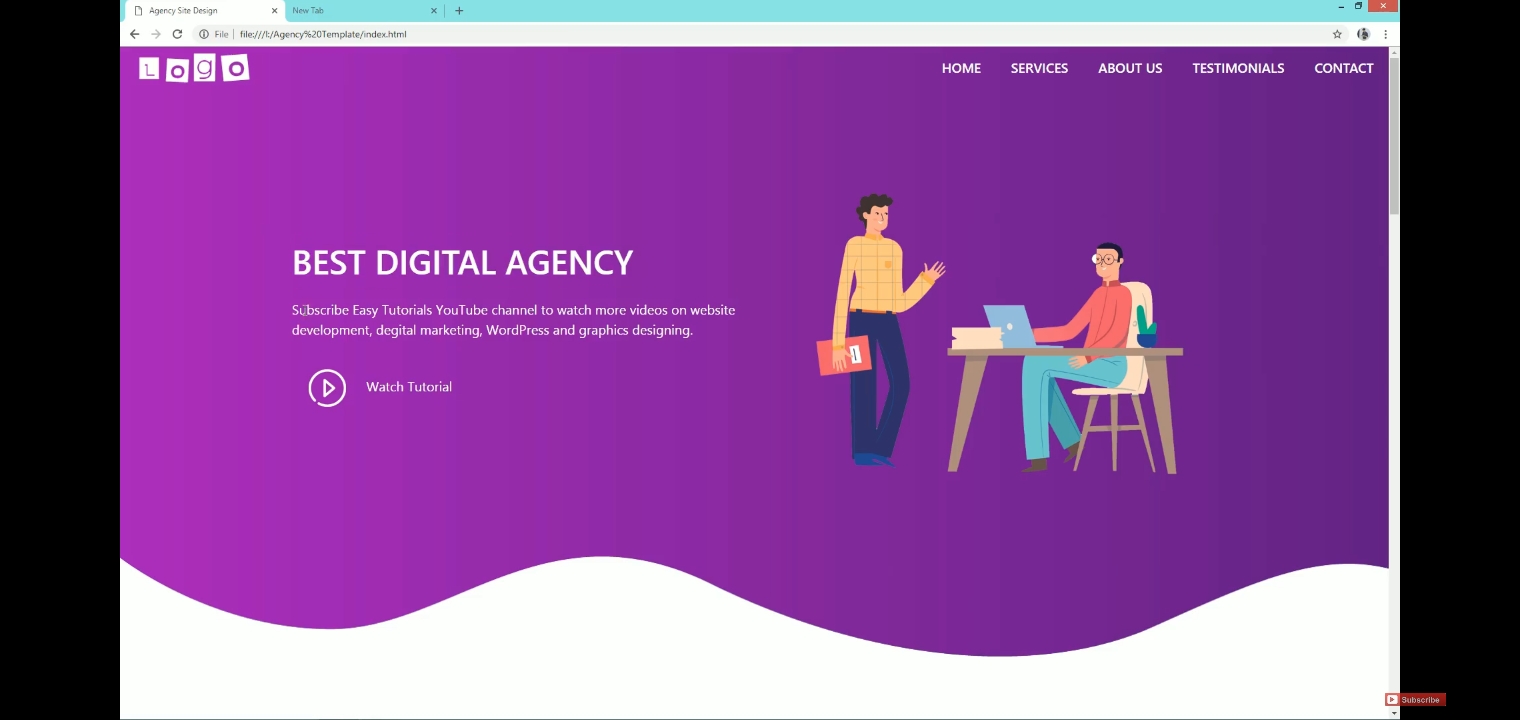 Agency Site Design
New Tab
File
file:///I:/Agency%20Template/index.html
Logo
HOME
SERVICES
ABOUT US
TESTIMONIALS
CONTACT
BEST DIGITAL AGENCY
Subscribe Easy Tutorials YouTube channel to watch more videos on website
development, degital marketing, WordPress and graphics designing.
Watch Tutorial
Subscribe